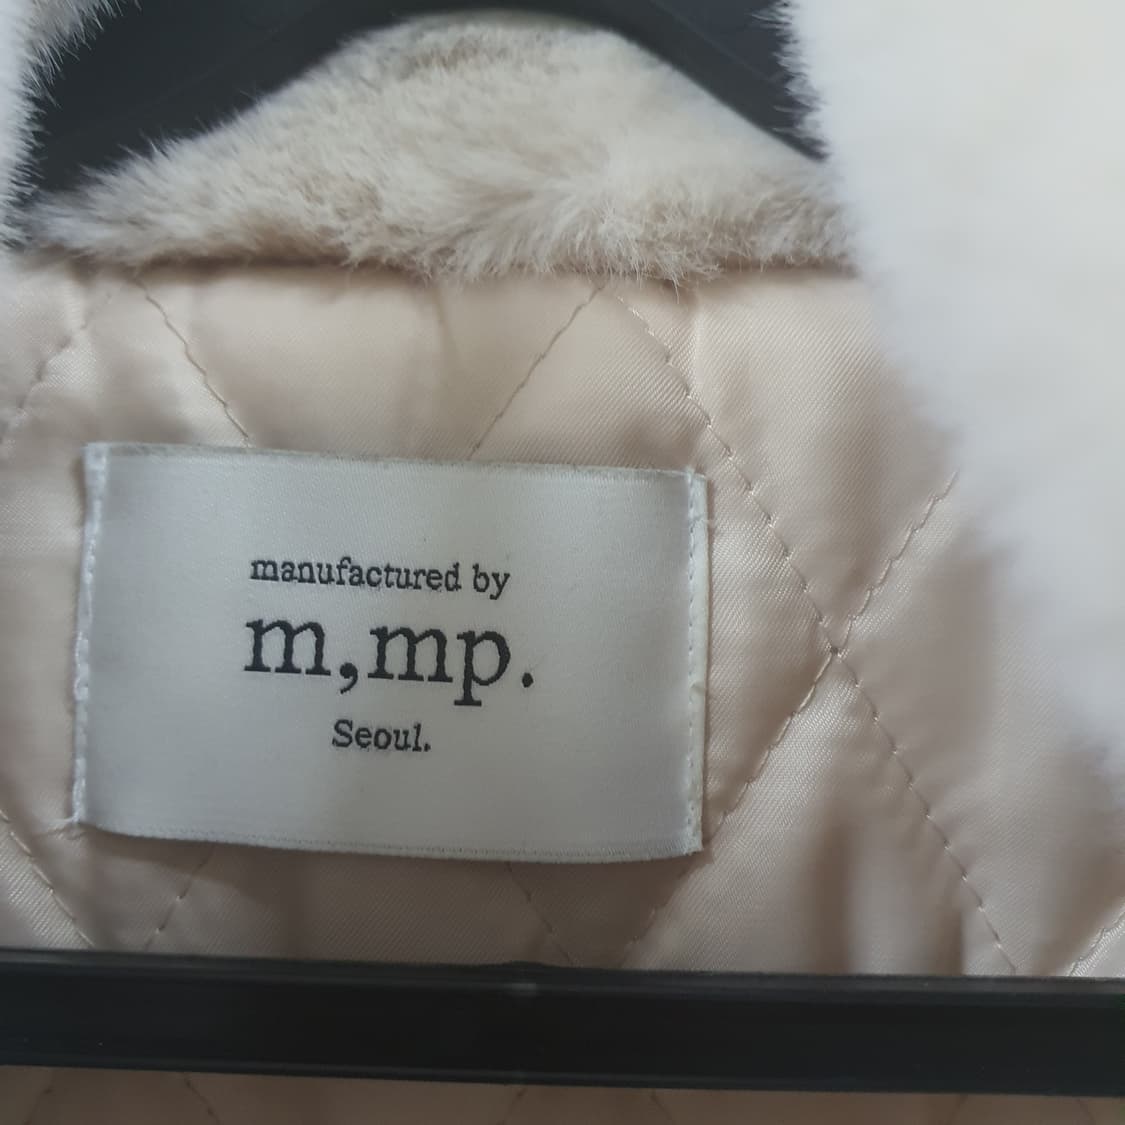 manufactured by
m,mp.
Seoul.